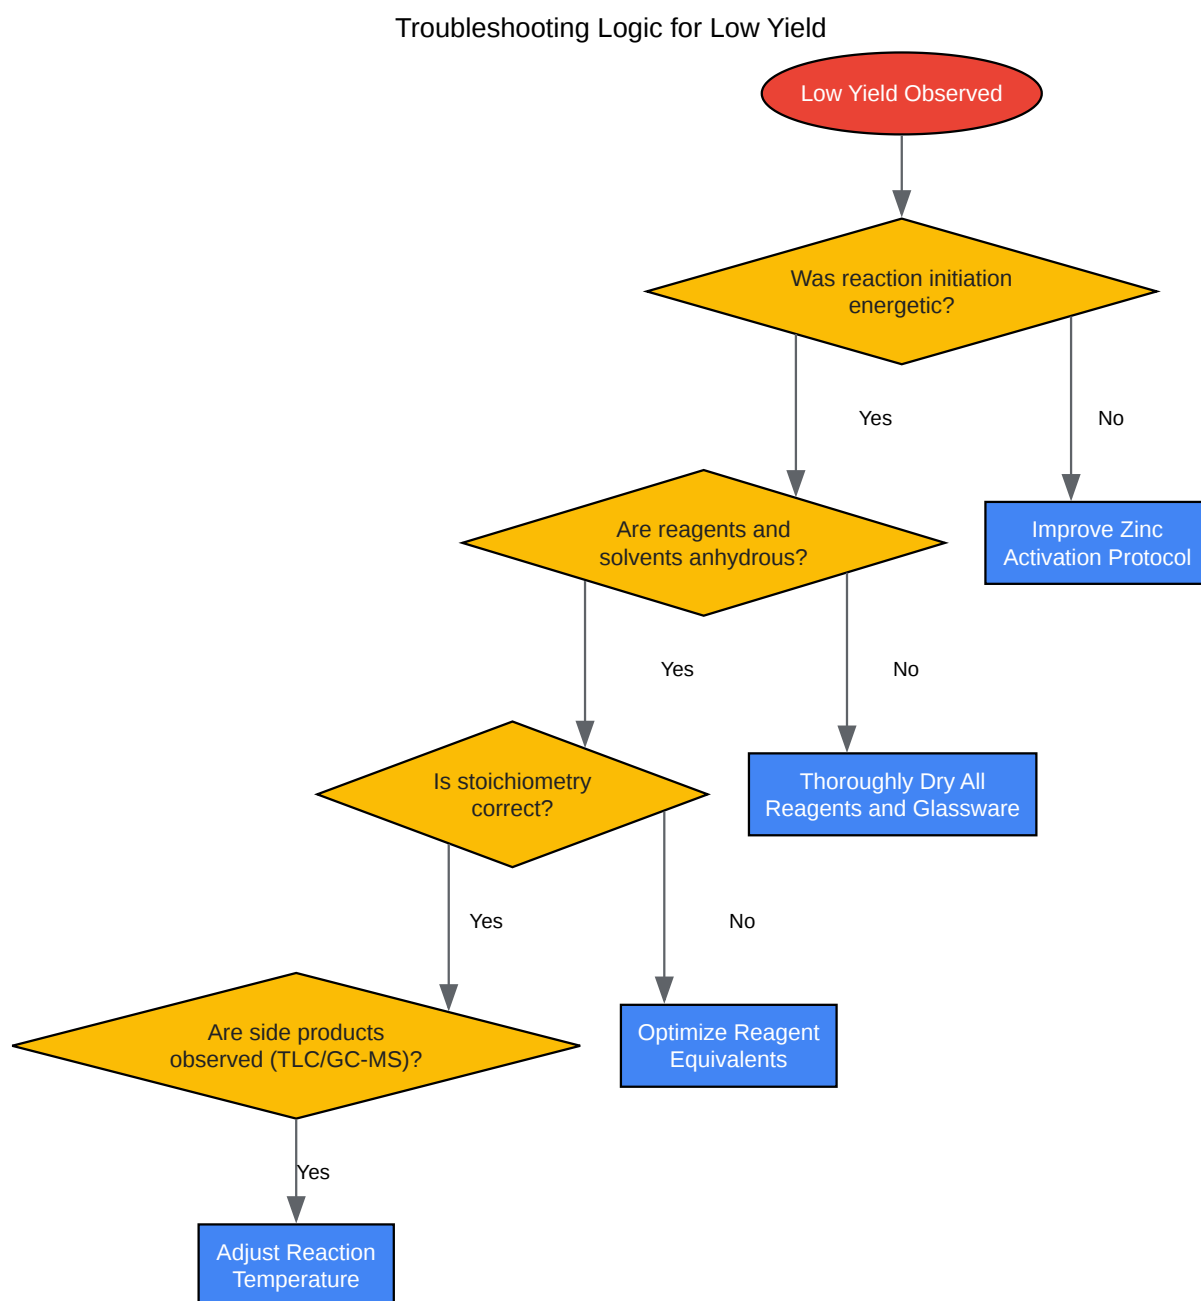 Troubleshooting Logic for Low Yield
Low Yield Observed
Was reaction initiation
energetic?
Yes
No
Are reagents and
solvents anhydrous?
Improve Zinc
Activation Protocol
Yes
No
Is stoichiometry
correct?
Thoroughly Dry All
Reagents and Glassware
Yes
No
Are side products
observed (TLC/GC-MS)?
Optimize Reagent
Equivalents
Yes
Adjust Reaction
Temperature